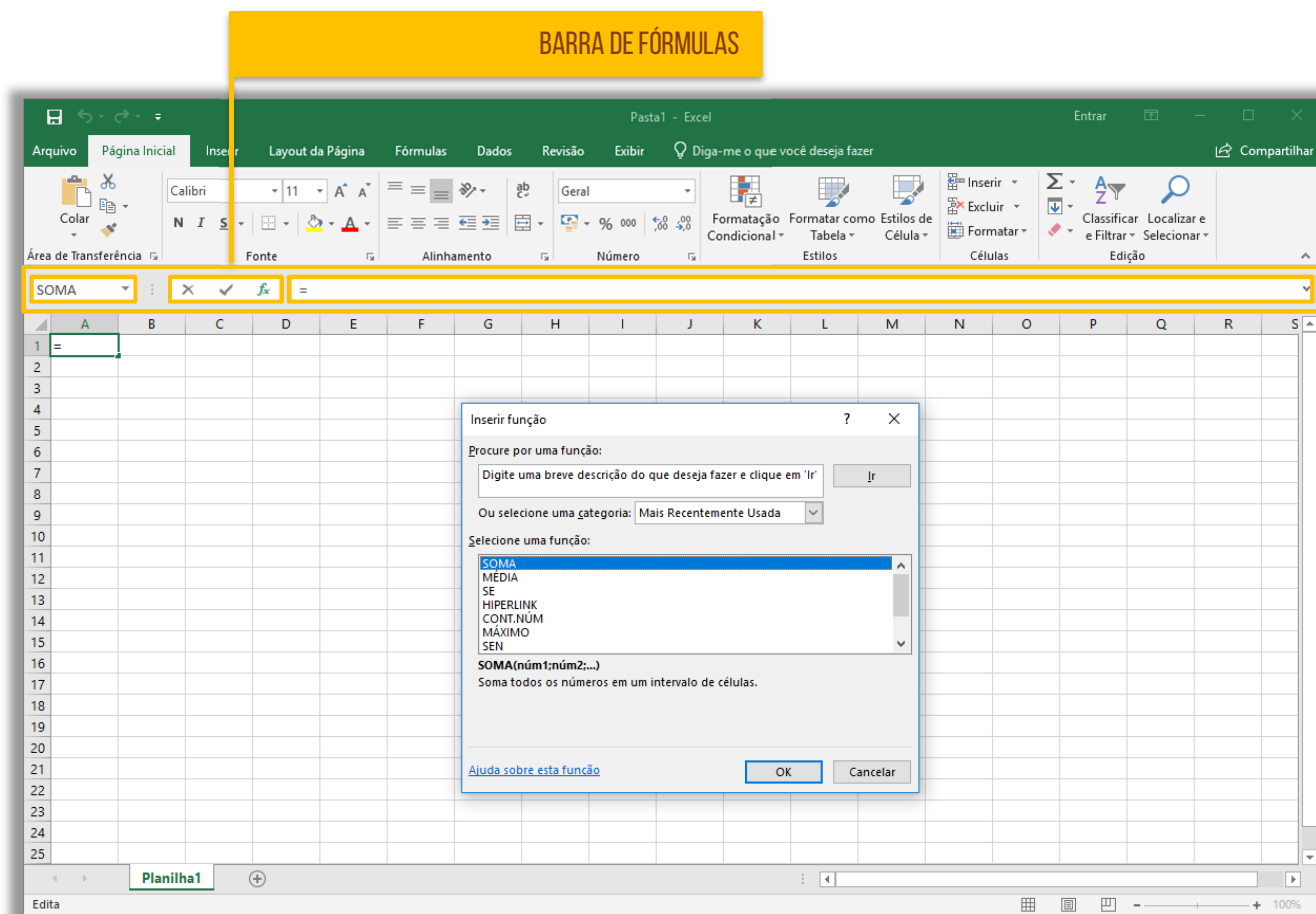 BARRA DE FÓRMULAS
Pasta1 - Excel
Entrar
Arquivo Página Inicial Inserir Layout da Página Fórmulas Dados Revisão Exibir Diga-me o que você deseja fazer Compartilhar
Colar
Calibri 11 A A
N I S A
ab
Geral
% 000 ,00 ,00
Formatação Condicional
Formatar como Tabela
Estilos de Célula
Inserir
Excluir
Formatar
Σ
Classificar e Filtrar
Localizar e Selecionar
Área de Transferência Fonte Alinhamento Número Estilos Células Edição
SOMA fx =
A B C D E F G H I J K L M N O P Q R S
1 =
2
3
4
5
6
7
8
9
10
11
12
13
14
15
16
17
18
19
20
21
22
23
24
25
Inserir função ?
Procure por uma função:
Digite uma breve descrição do que deseja fazer e clique em 'Ir' Ir
Ou selecione uma categoria: Mais Recentemente Usada
Selecione uma função:
SOMA
MÉDIA
SE
HIPERLINK
CONT.NÚM
MÁXIMO
SEN
SOMA(núm1;núm2;...)
Soma todos os números em um intervalo de células.
Ajuda sobre esta função OK Cancelar
Planilha1
Edita 100%